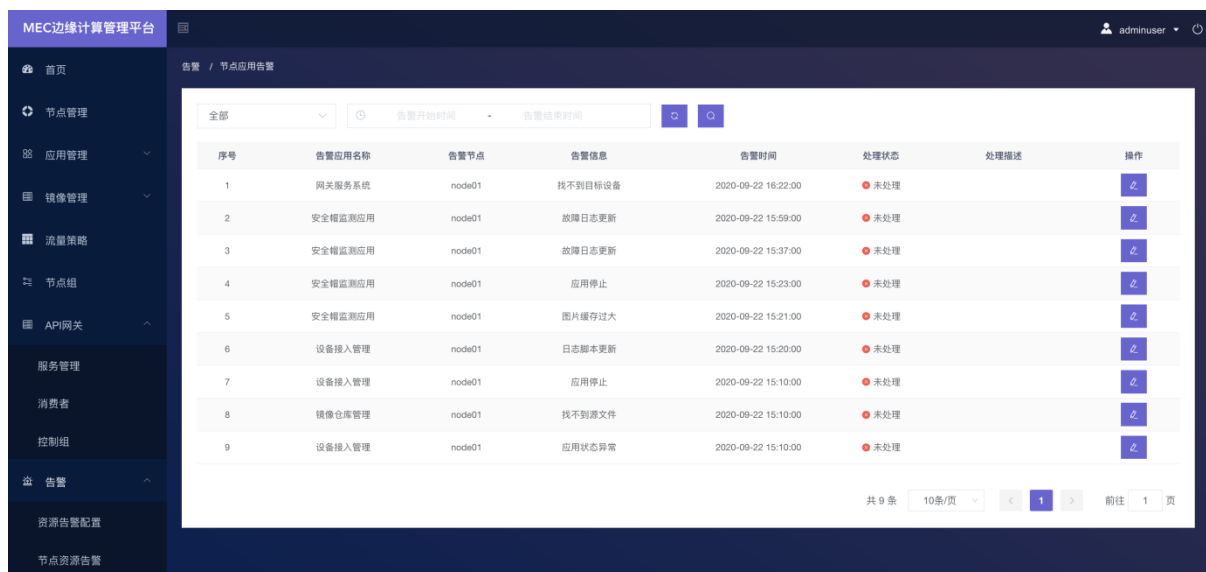 MEC边缘计算管理平台
adminuser
首页
节点管理
应用管理
镜像管理
流量策略
节点组
API网关
服务管理
消费者
控制组
告警
资源告警配置
节点资源告警
告警 / 节点应用告警
全部 告警开始时间 - 告警结束时间
序号 告警应用名称 告警节点 告警信息 告警时间 处理状态 处理描述 操作
1 网关服务系统 node01 找不到目标设备 2020-09-22 16:22:00 未处理
2 安全帽监测应用 node01 故障日志更新 2020-09-22 15:59:00 未处理
3 安全帽监测应用 node01 故障日志更新 2020-09-22 15:37:00 未处理
4 安全帽监测应用 node01 应用停止 2020-09-22 15:23:00 未处理
5 安全帽监测应用 node01 图片缓存过大 2020-09-22 15:21:00 未处理
6 设备接入管理 node01 日志脚本更新 2020-09-22 15:20:00 未处理
7 设备接入管理 node01 应用停止 2020-09-22 15:10:00 未处理
8 镜像仓库管理 node01 找不到源文件 2020-09-22 15:10:00 未处理
9 设备接入管理 node01 应用状态异常 2020-09-22 15:10:00 未处理
共 9 条 10条/页 < 1 > 前往 1 页